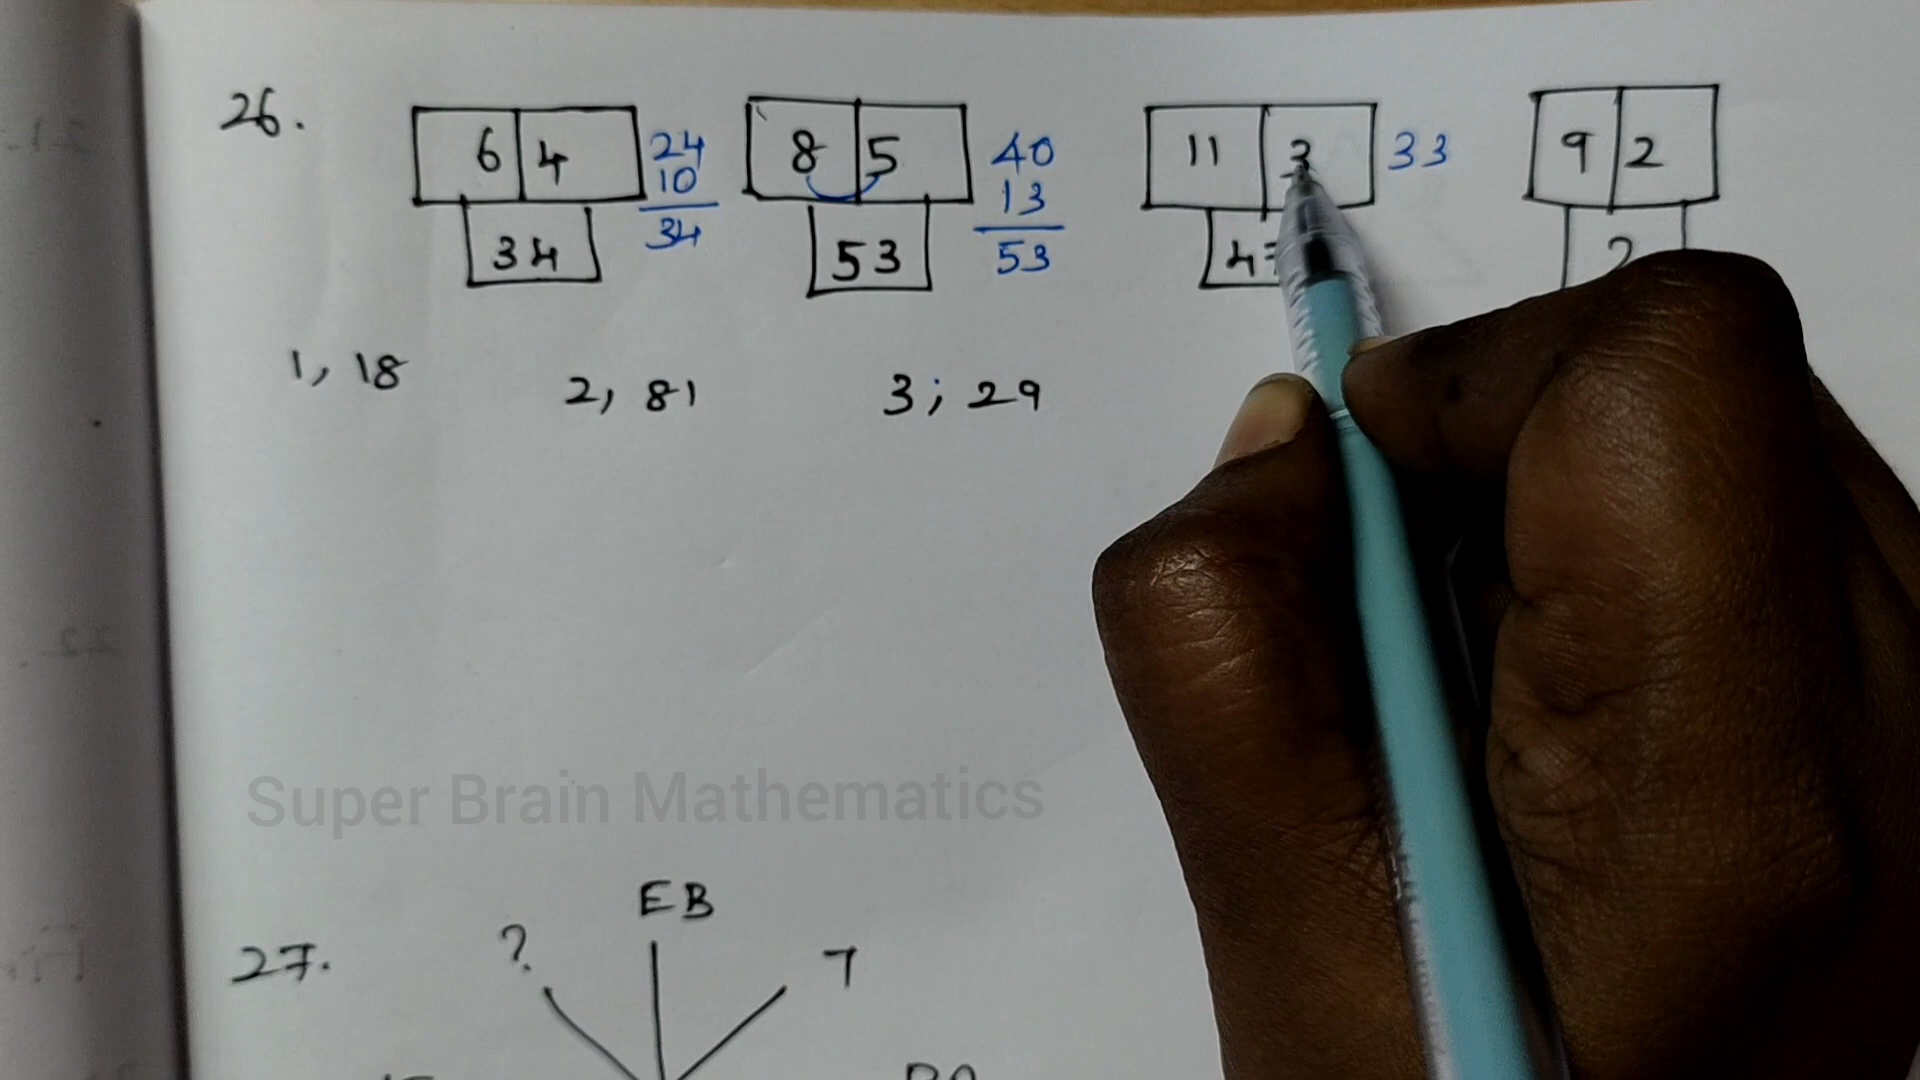 26.
6 4 24
10
34 34
8 5 40
13
53 53
11 3 33
47
9 2
?
1, 18 2, 81 3; 29
Super Brain Mathematics
27. ? EB 7